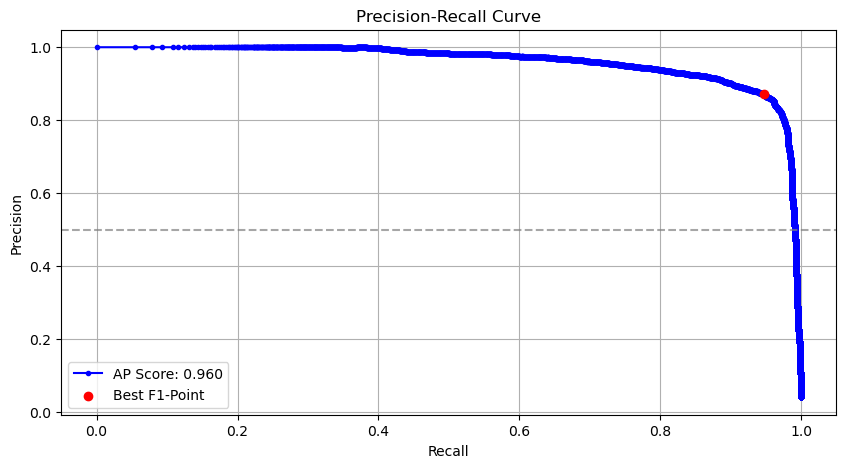 Precision-Recall Curve
1.0
0.8
0.6
0.4
0.2
0.0
Precision
AP Score: 0.960
Best F1-Point
0.0 0.2 0.4 0.6 0.8 1.0
Recall